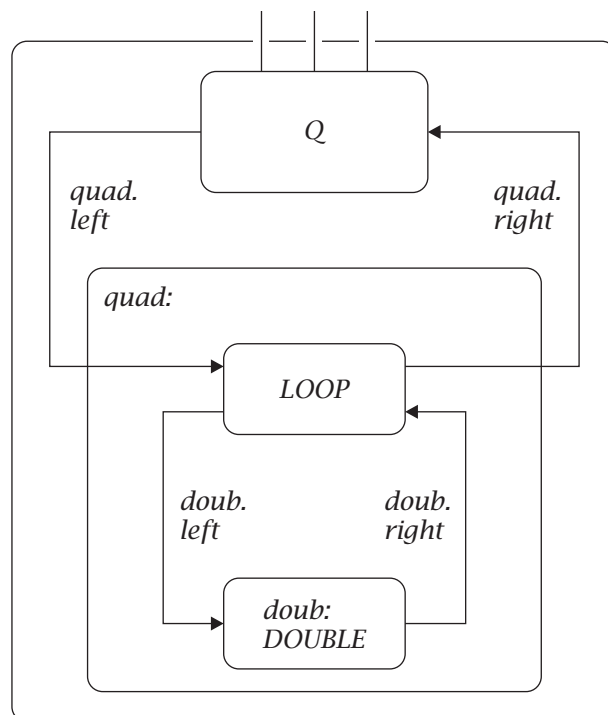 Q
quad.
left
quad.
right
quad:
LOOP
doub.
left
doub.
right
doub:
DOUBLE